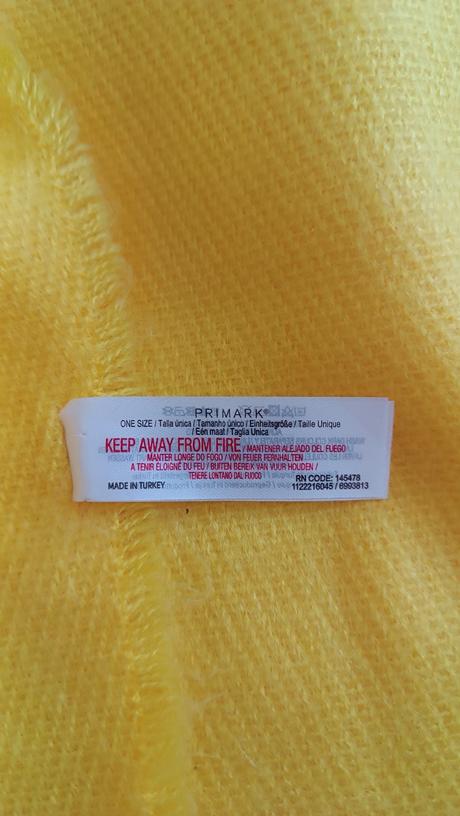 PRIMARK®
ONE SIZE / Talla única / Tamanho único / Einheitsgröße / Taille Unique
/ Eén maat / Taglia Unica
KEEP AWAY FROM FIRE / MANTENER ALEJADO DEL FUEGO
MANTER LONGE DO FOGO / VON FEUER FERNHALTEN
A TENIR ÉLOIGNÉ DU FEU / BUITEN BEREIK VAN VUUR HOUDEN /
TENERE LONTANO DAL FUOCO
RN CODE: 145478
MADE IN TURKEY
1122216045 / 6993813